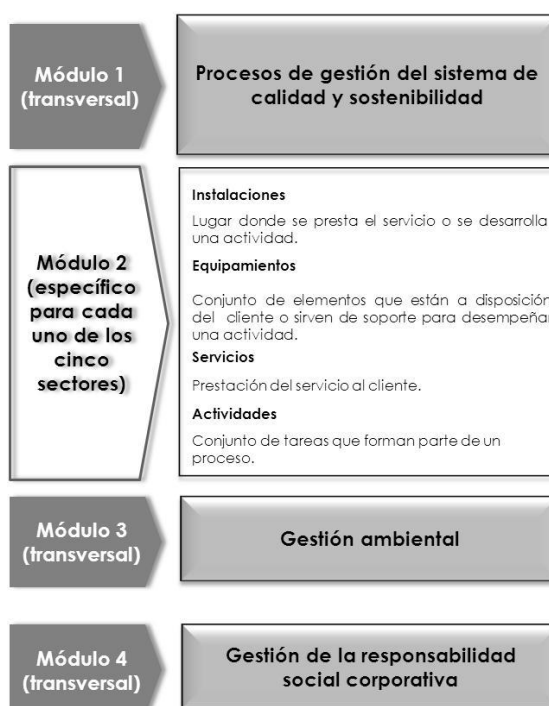 Módulo 1
(transversal)
Procesos de gestión del sistema de
calidad y sostenibilidad
Módulo 2
(específico
para cada
uno de los
cinco
sectores)
Instalaciones
Lugar donde se presta el servicio o se desarrolla
una actividad.
Equipamientos
Conjunto de elementos que están a disposición
del cliente o sirven de soporte para desempeñar
una actividad.
Servicios
Prestación del servicio al cliente.
Actividades
Conjunto de tareas que forman parte de un
proceso.
Módulo 3
(transversal)
Gestión ambiental
Módulo 4
(transversal)
Gestión de la responsabilidad
social corporativa